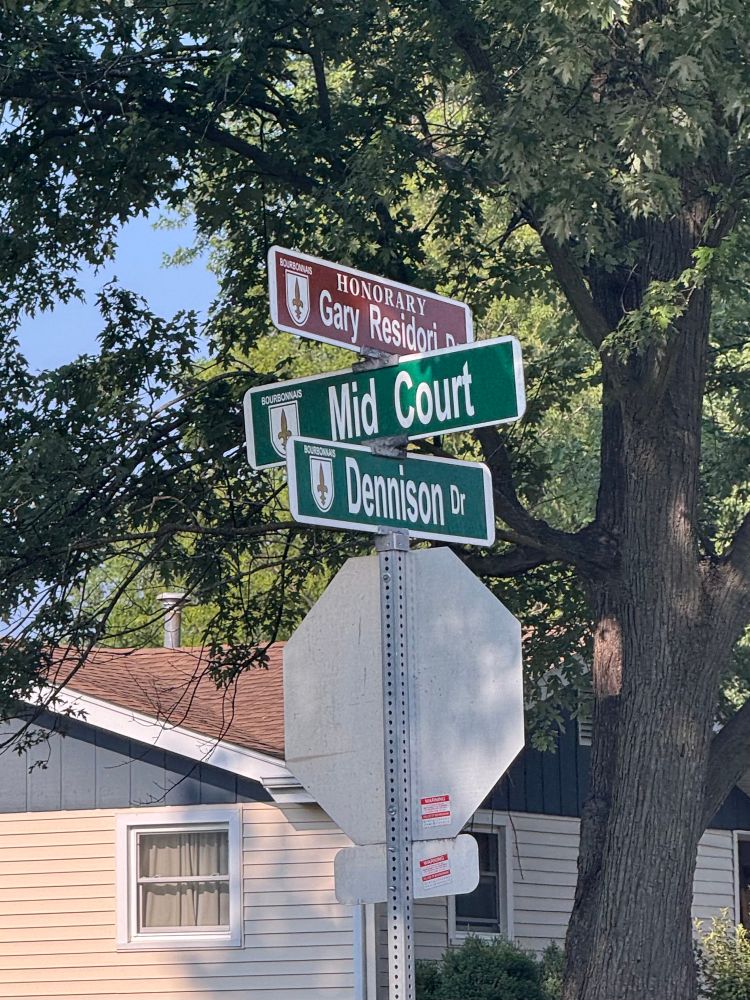 BOURBONNAIS
HONORARY
Gary Residori
BOURBONNAIS
Mid Court
BOURBONNAIS
Dennison Dr
WARNING
WARNING